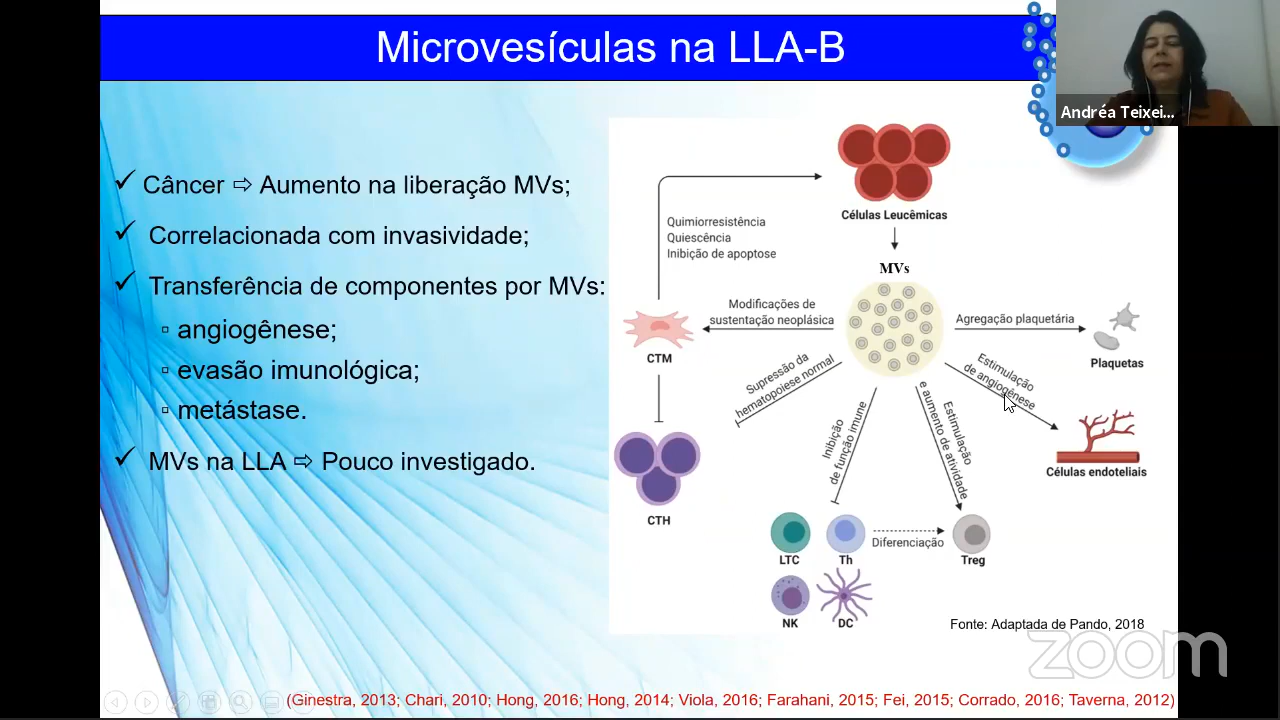 Microvesículas na LLA-B
Andréa Teixei...
✓ Câncer ⇨ Aumento na liberação MVs;
✓ Correlacionada com invasividade;
✓ Transferência de componentes por MVs:
▫ angiogênese;
▫ evasão imunológica;
▫ metástase.
✓ MVs na LLA ⇨ Pouco investigado.
Células Leucêmicas
Quimiorresistência
Quiescência
Inibição de apoptose
MVs
Modificações de
sustentação neoplásica
CTM
Agregação plaquetária
Plaquetas
Supressão da
hematopoiese normal
Estimulação
de angiogênese
Células endoteliais
Inibição
de função imune
Estimulação
e aumento de atividade
CTH
LTC
Th
Diferenciação
Treg
NK
DC
Fonte: Adaptada de Pando, 2018
zoom
(Ginestra, 2013; Chari, 2010; Hong, 2016; Hong, 2014; Viola, 2016; Farahani, 2015; Fei, 2015; Corrado, 2016; Taverna, 2012)